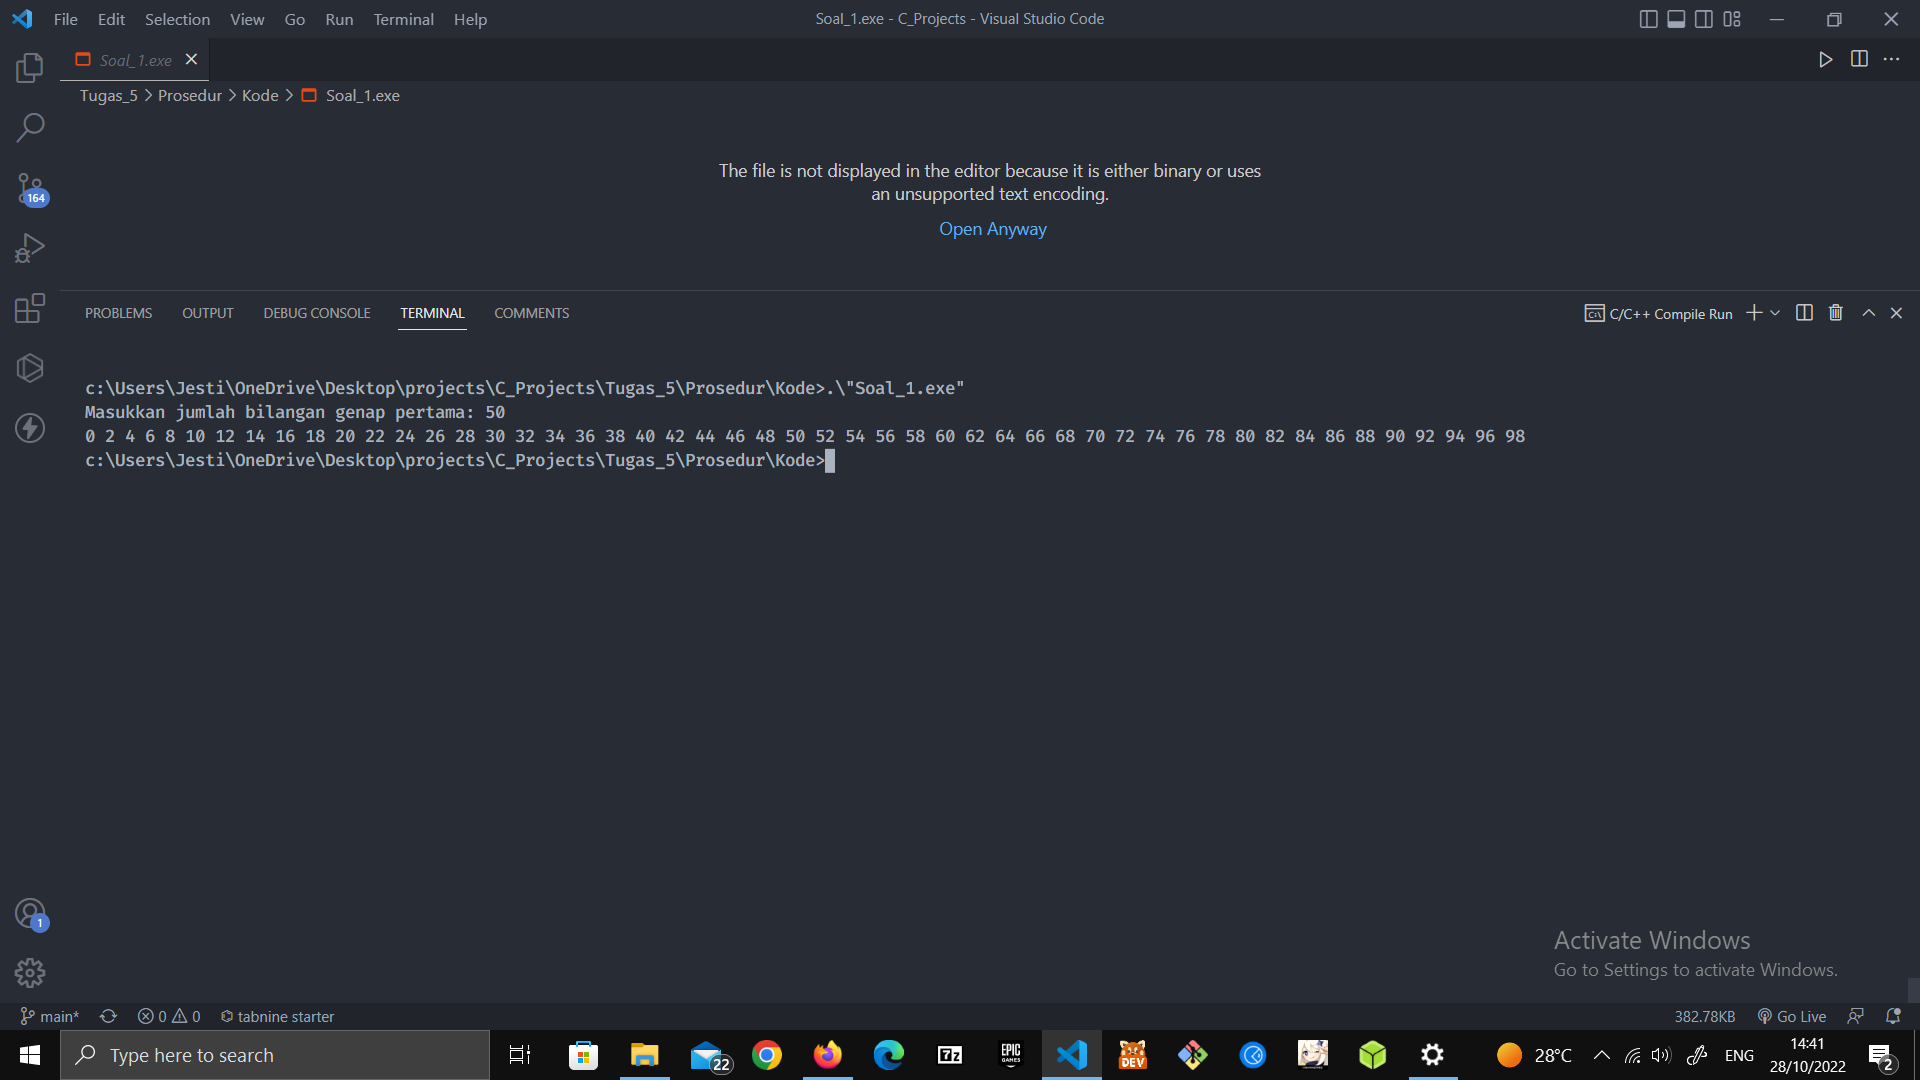 File Edit Selection View Go Run Terminal Help
Soal_1.exe - C_Projects - Visual Studio Code
Soal_1.exe
Tugas_5 > Prosedur > Kode > Soal_1.exe
The file is not displayed in the editor because it is either binary or uses
an unsupported text encoding.
Open Anyway
164
PROBLEMS OUTPUT DEBUG CONSOLE TERMINAL COMMENTS
C/C++ Compile Run
c:\Users\Jesti\OneDrive\Desktop\projects\C_Projects\Tugas_5\Prosedur\Kode>.\"Soal_1.exe"
Masukkan jumlah bilangan genap pertama: 50
0 2 4 6 8 10 12 14 16 18 20 22 24 26 28 30 32 34 36 38 40 42 44 46 48 50 52 54 56 58 60 62 64 66 68 70 72 74 76 78 80 82 84 86 88 90 92 94 96 98
c:\Users\Jesti\OneDrive\Desktop\projects\C_Projects\Tugas_5\Prosedur\Kode>
1
Activate Windows
Go to Settings to activate Windows.
main* 0 0 tabnine starter
382.78KB Go Live
Type here to search
22
7z
EPIC
GAMES
DEV
28°C
ENG
14:41
28/10/2022
2